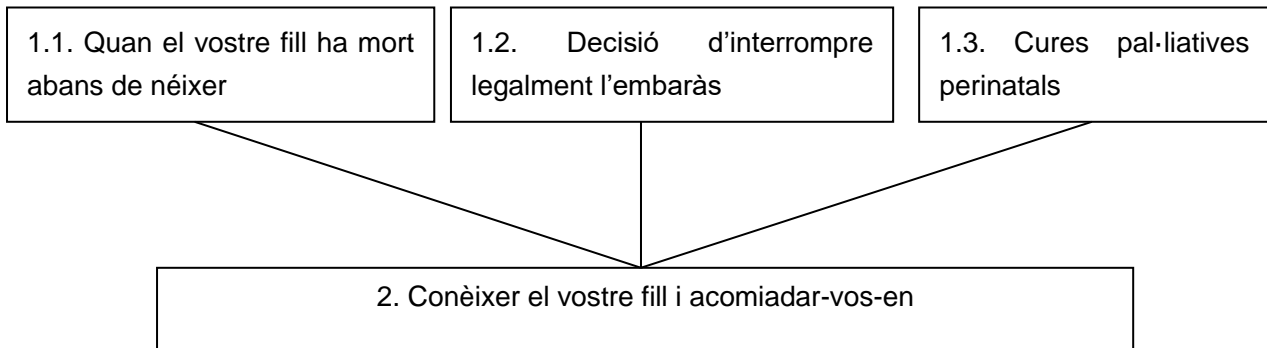 1.1. Quan el vostre fill ha mort
abans de néixer
1.2. Decisió d’interrompre
legalment l’embaràs
1.3. Cures pal·liatives
perinatals
2. Conèixer el vostre fill i acomiadar-vos-en